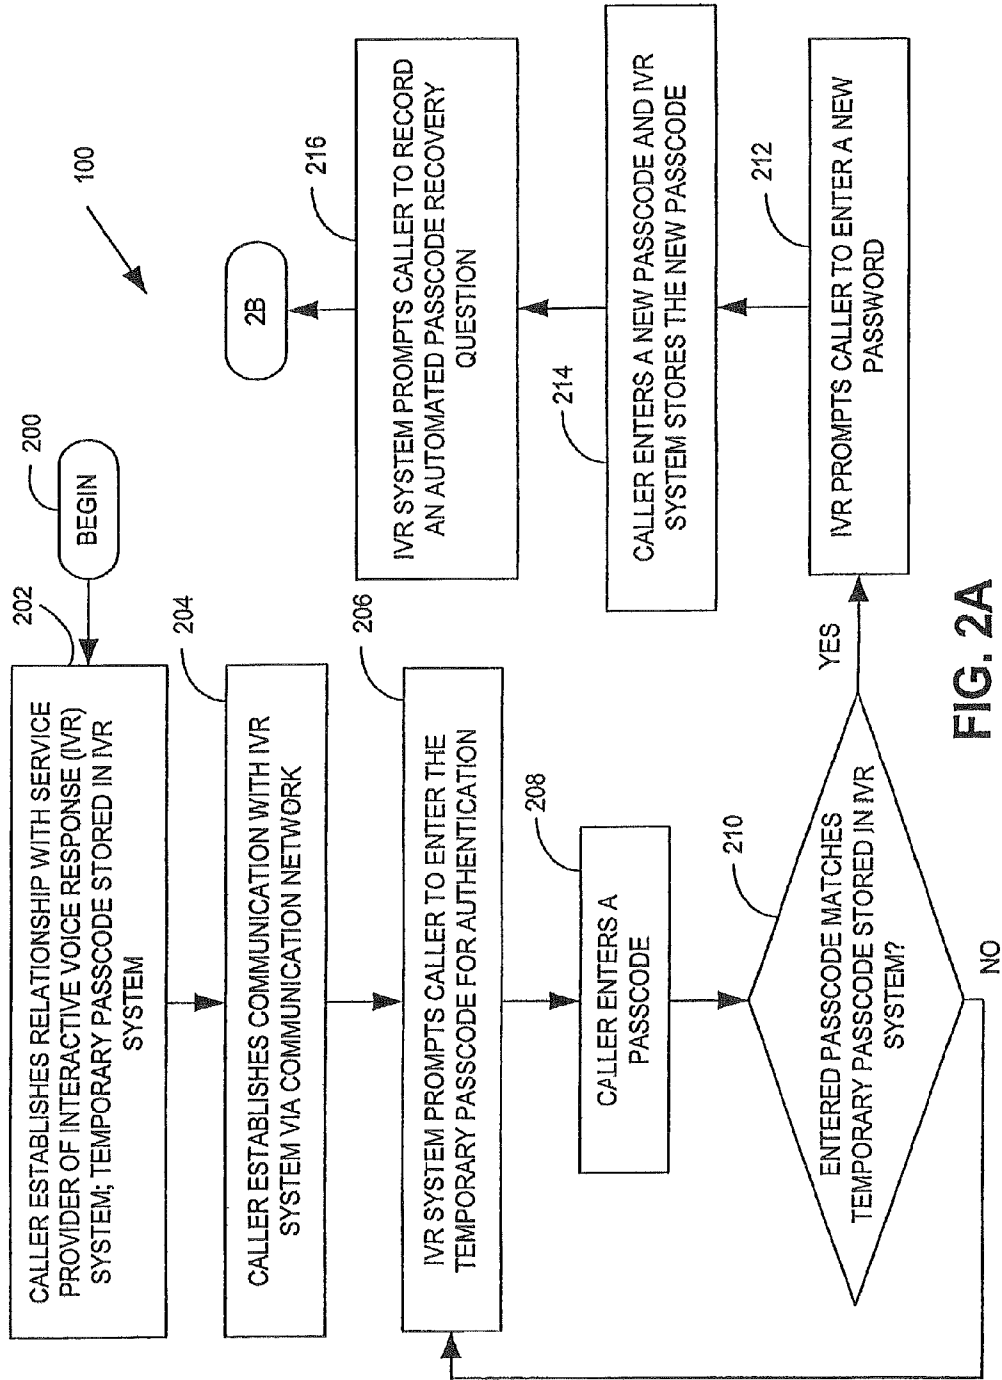 100
200
BEGIN
202
CALLER ESTABLISHES RELATIONSHIP WITH SERVICE
PROVIDER OF INTERACTIVE VOICE RESPONSE (IVR)
SYSTEM; TEMPORARY PASSCODE STORED IN IVR
SYSTEM
204
CALLER ESTABLISHES COMMUNICATION WITH IVR
SYSTEM VIA COMMUNICATION NETWORK
206
IVR SYSTEM PROMPTS CALLER TO ENTER THE
TEMPORARY PASSCODE FOR AUTHENTICATION
208
CALLER ENTERS A
PASSCODE
210
ENTERED PASSCODE MATCHES
TEMPORARY PASSCODE STORED IN IVR
SYSTEM?
NO
YES
212
IVR PROMPTS CALLER TO ENTER A NEW
PASSWORD
214
CALLER ENTERS A NEW PASSCODE AND IVR
SYSTEM STORES THE NEW PASSCODE
216
IVR SYSTEM PROMPTS CALLER TO RECORD
AN AUTOMATED PASSCODE RECOVERY
QUESTION
2B
FIG. 2A